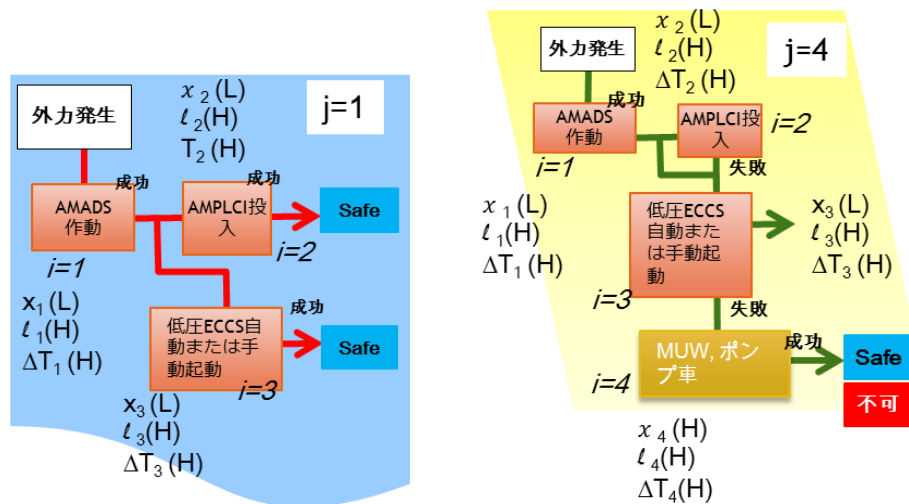 j=1
外力発生
𝑥₂(L)
ℓ₂(H)
T₂(H)
AMADS
作動
成功
i=1
x₁(L)
ℓ₁(H)
ΔT₁(H)
AMPLCI投
入
成功
i=2
Safe
低圧ECCS自
動または手
動起動
成功
i=3
Safe
x₃(L)
ℓ₃(H)
ΔT₃(H)
j=4
外力発生
𝑥₂(L)
ℓ₂(H)
ΔT₂(H)
AMADS
作動
成功
i=1
AMPLCI投
入
i=2
失敗
𝑥₁(L)
ℓ₁(H)
ΔT₁(H)
低圧ECCS
自動また
は手動起
動
i=3
x₃(L)
ℓ₃(H)
ΔT₃(H)
失敗
MUW, ポン
プ車
成功
i=4
Safe
不可
𝑥₄(H)
ℓ₄(H)
ΔT₄(H)